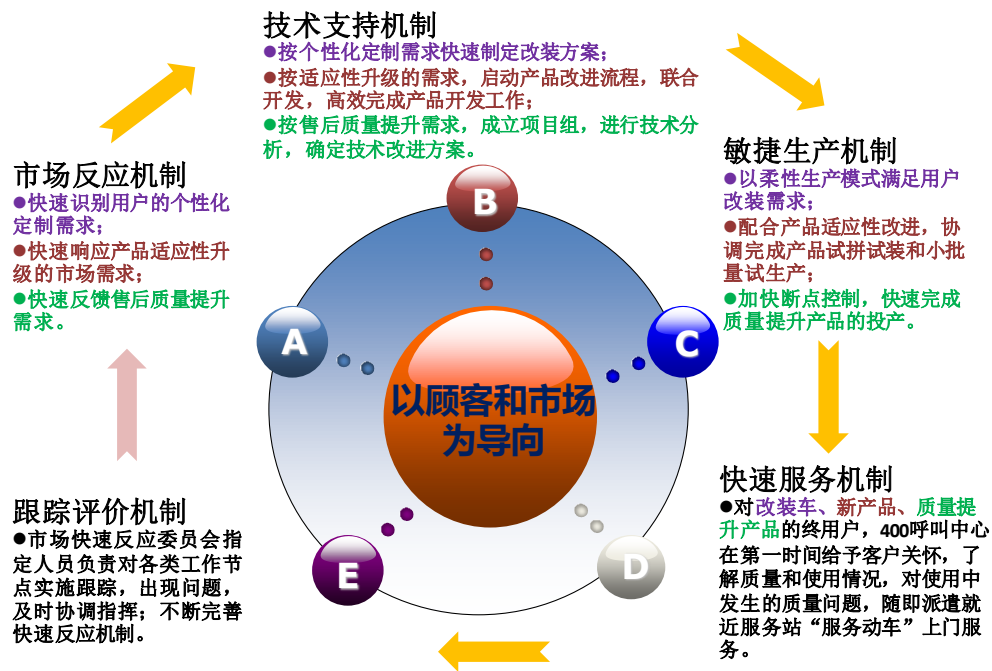 技术支持机制
●按个性化定制需求快速制定改装方案；
●按适应性升级的需求，启动产品改进流程，联合
开发，高效完成产品开发工作；
●按售后质量提升需求，成立项目组，进行技术分
析，确定技术改进方案。
市场反应机制
●快速识别用户的个性化
定制需求；
●快速响应产品适应性升
级的市场需求；
●快速反馈售后质量提升
需求。
敏捷生产机制
●以柔性生产模式满足用户
改装需求；
●配合产品适应性改进，协
调完成产品试拼试装和小批
量试生产；
●加快断点控制，快速完成
质量提升产品的投产。
B
A
C
以顾客和市场
为导向
E
D
跟踪评价机制
●市场快速反应委员会指
定人员负责对各类工作节
点实施跟踪，出现问题，
及时协调指挥；不断完善
快速反应机制。
快速服务机制
●对改装车、新产品、质量提
升产品的终用户，400呼叫中心
在第一时间给予客户关怀，了
解质量和使用情况，对使用中
发生的质量问题，随即派遣就
近服务站“服务动车”上门服
务。